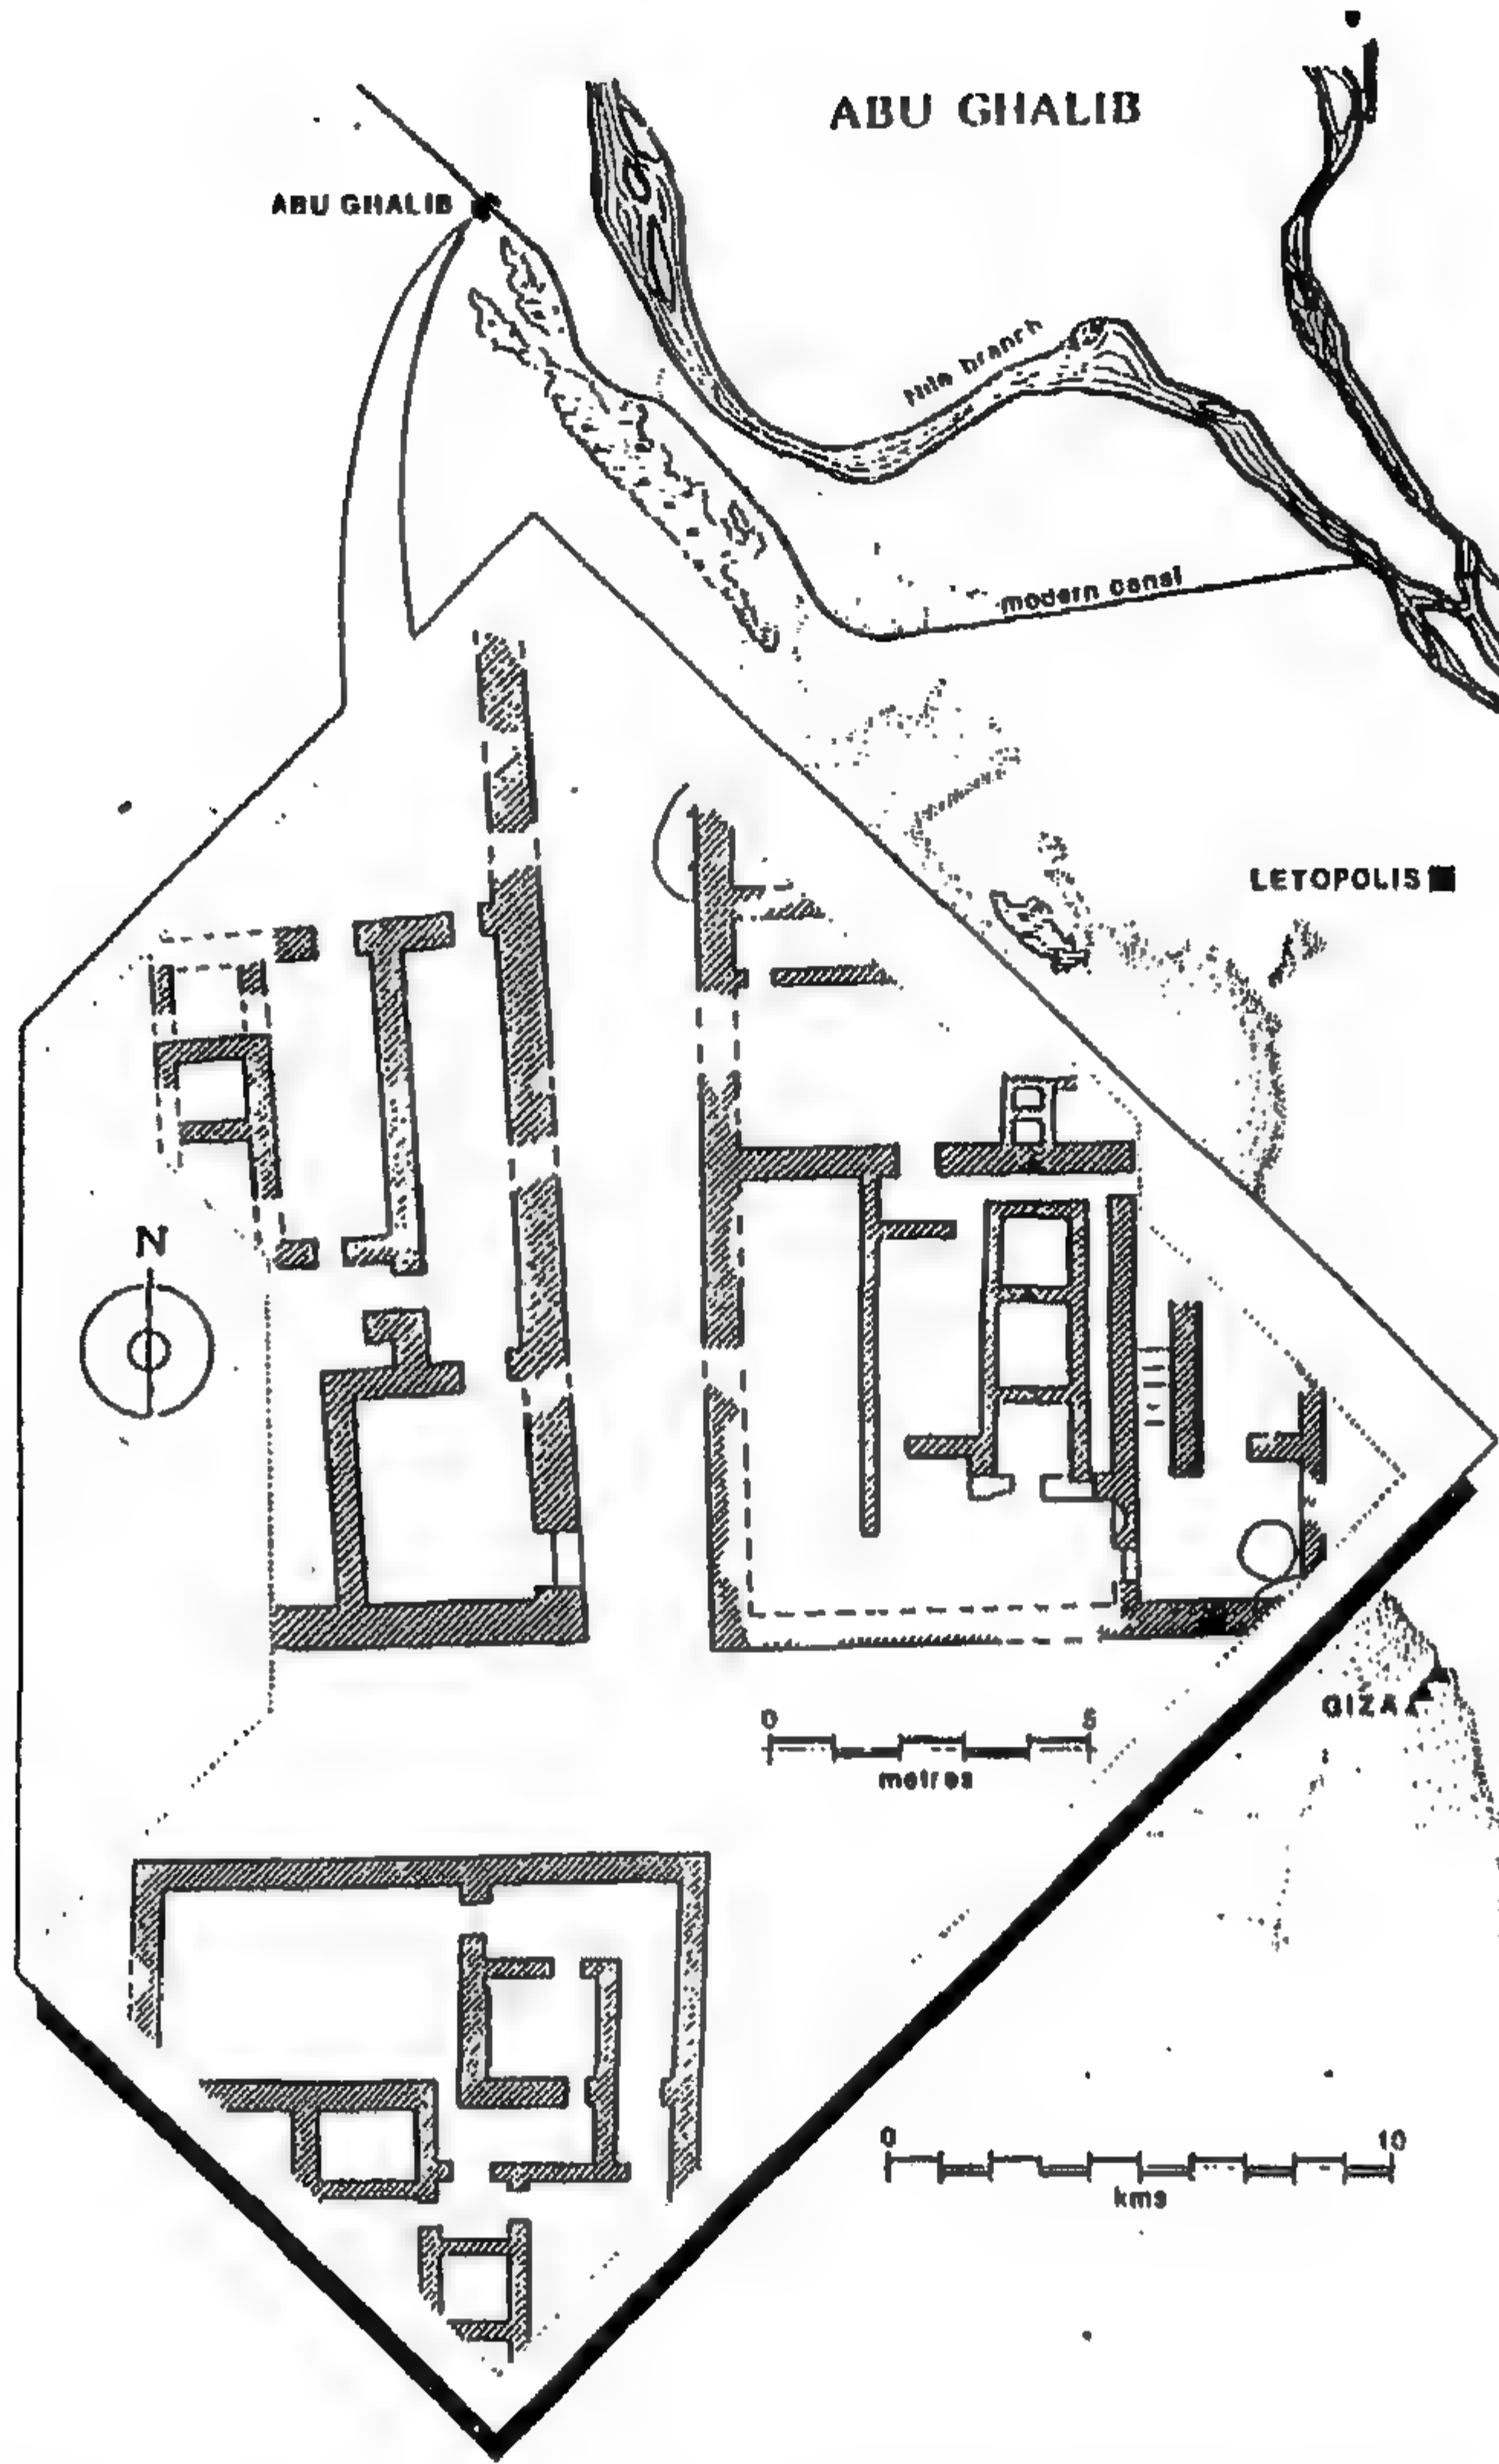 ABU GHALIB
ABU GHALIB
Nile branch
modern canal
LETOPOLIS
N
GIZA
0 5
metres
0 10
kms